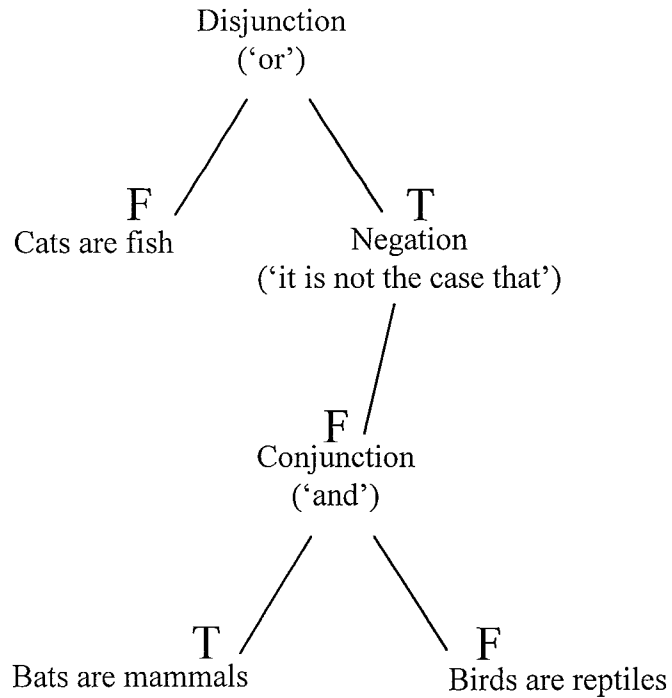 Disjunction
(‘or’)
F
T
Cats are fish
Negation
(‘it is not the case that’)
F
Conjunction
(‘and’)
T
F
Bats are mammals
Birds are reptiles